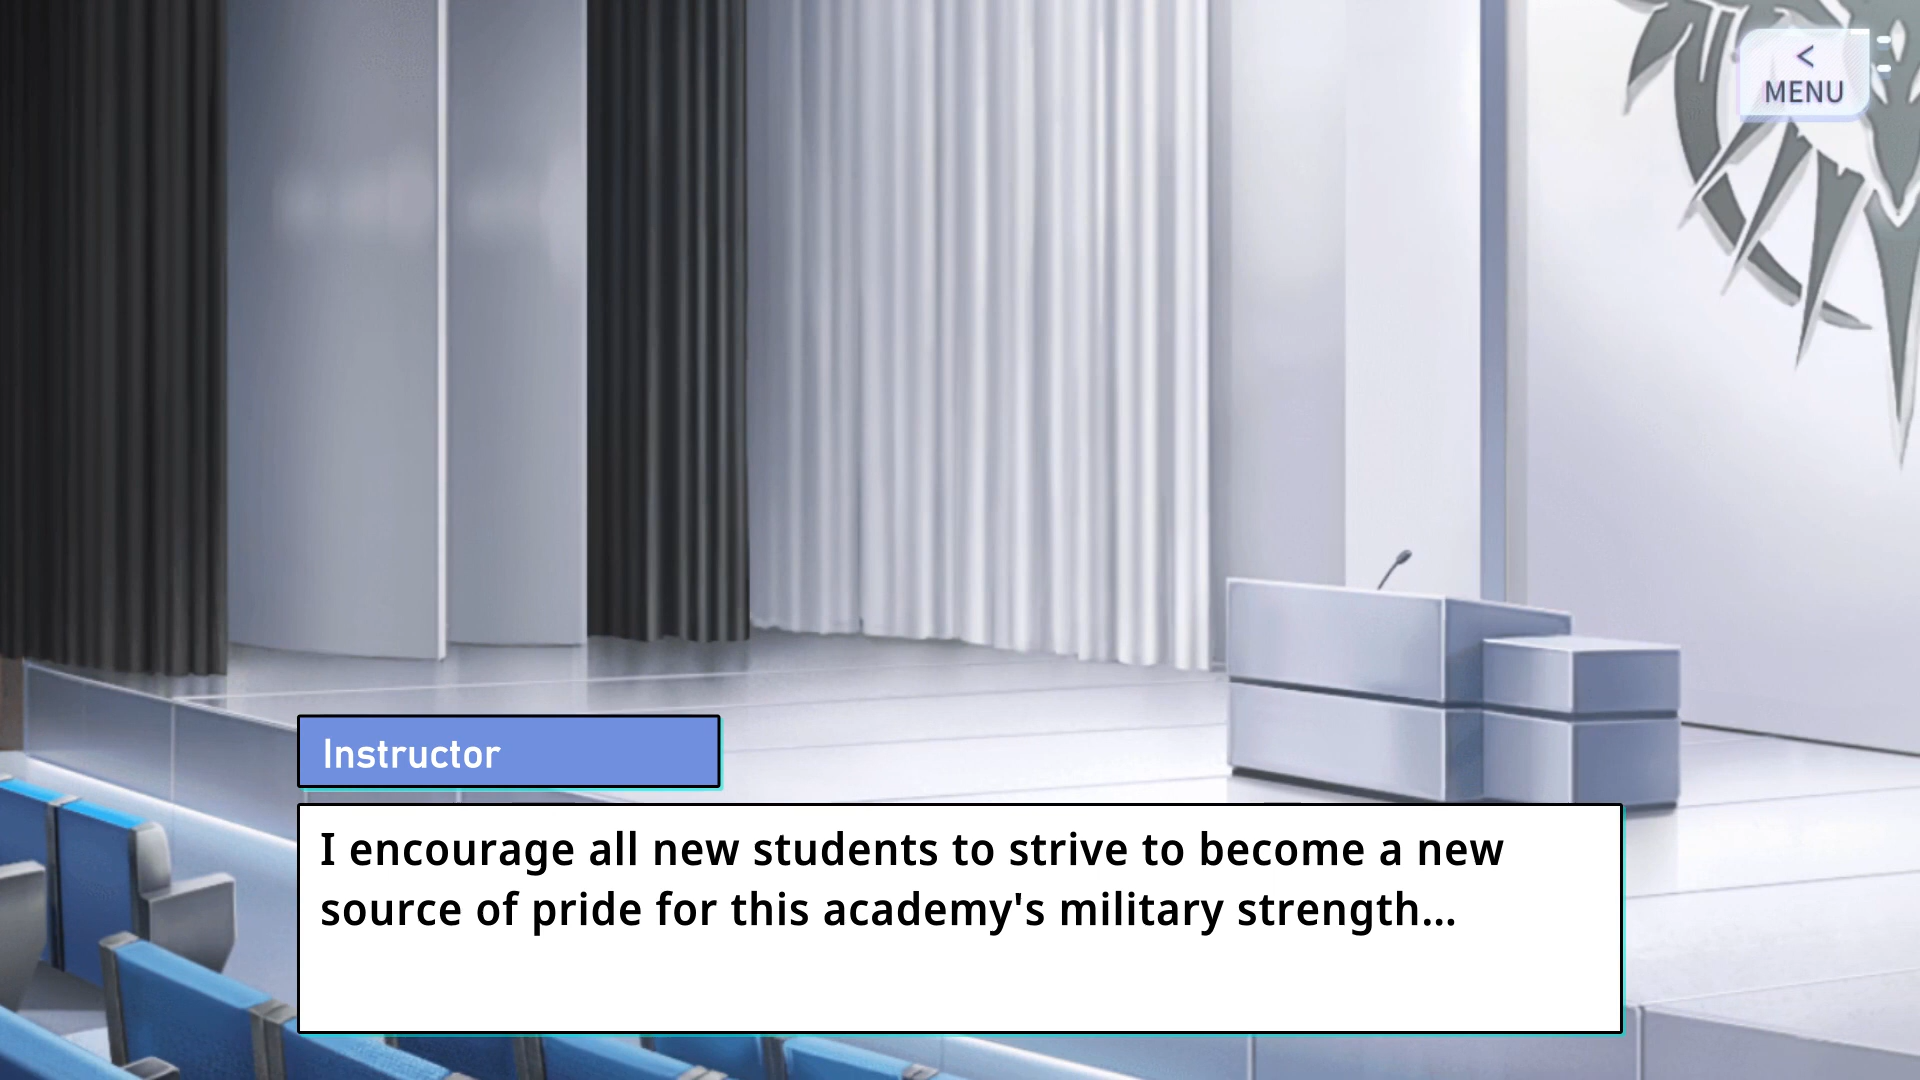 <
MENU
Instructor
I encourage all new students to strive to become a new
source of pride for this academy's military strength...